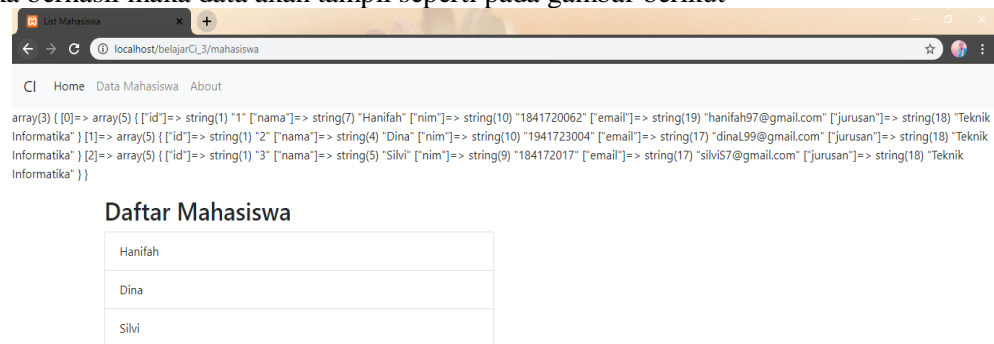 berhasil maka data akan tampil seperti pada gambar berikut
List Mahasiswa
localhost/belajarCi_3/mahasiswa
CI Home Data Mahasiswa About
array(3) { [0]=> array(5) { ["id"]=> string(1) "1" ["nama"]=> string(7) "Hanifah" ["nim"]=> string(10) "1841720062" ["email"]=> string(19) "hanifah97@gmail.com" ["jurusan"]=> string(18) "Teknik
Informatika" } [1]=> array(5) { ["id"]=> string(1) "2" ["nama"]=> string(4) "Dina" ["nim"]=> string(10) "1941723004" ["email"]=> string(17) "dinaL99@gmail.com" ["jurusan"]=> string(18) "Teknik
Informatika" } [2]=> array(5) { ["id"]=> string(1) "3" ["nama"]=> string(5) "Silvi" ["nim"]=> string(9) "184172017" ["email"]=> string(17) "silviS7@gmail.com" ["jurusan"]=> string(18) "Teknik
Informatika" } }
Daftar Mahasiswa
Hanifah
Dina
Silvi